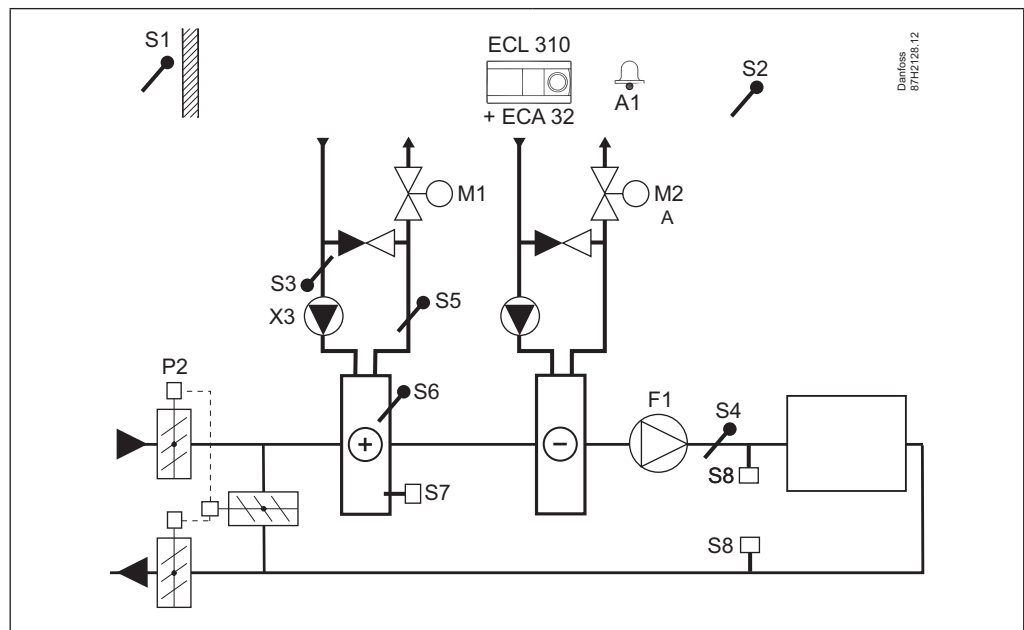 S1
ECL 310
+ ECA 32
A1
S2
Danfoss
87H2128.12
M1
M2
A
S3
X3
S5
P2
S6
+
−
F1
S4
S7
S8
S8